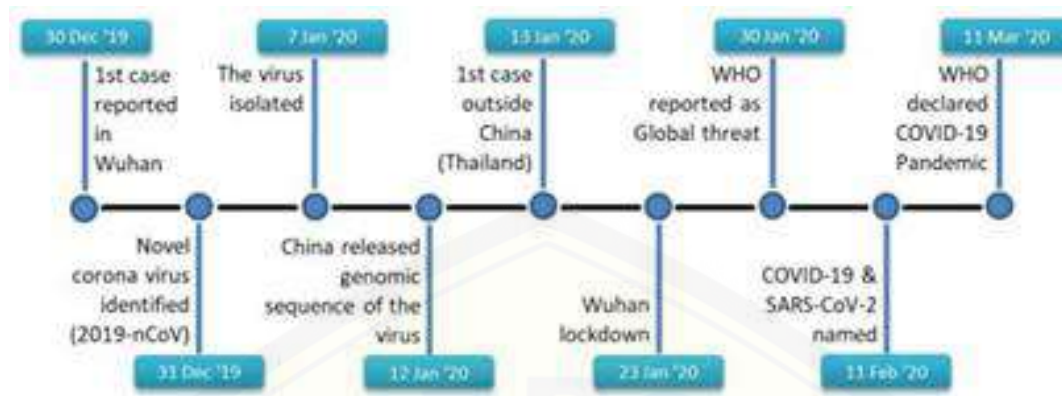 30 Dec '19
1st case
reported
in
Wuhan
31 Dec '19
Novel
corona virus
identified
(2019-nCoV)
7 Jan '20
The virus
isolated
12 Jan '20
China released
genomic
sequence of the
virus
13 Jan '20
1st case
outside
China
(Thailand)
23 Jan '20
Wuhan
lockdown
30 Jan '20
WHO
reported as
Global threat
11 Feb '20
COVID-19 &
SARS-CoV-2
named
11 Mar '20
WHO
declared
COVID-19
Pandemic